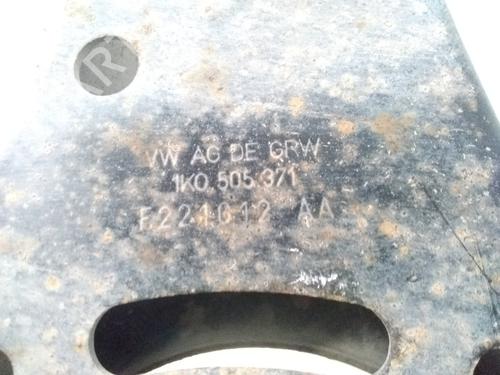 VW AG DE GRW
1K0.505.371
F221012 AA